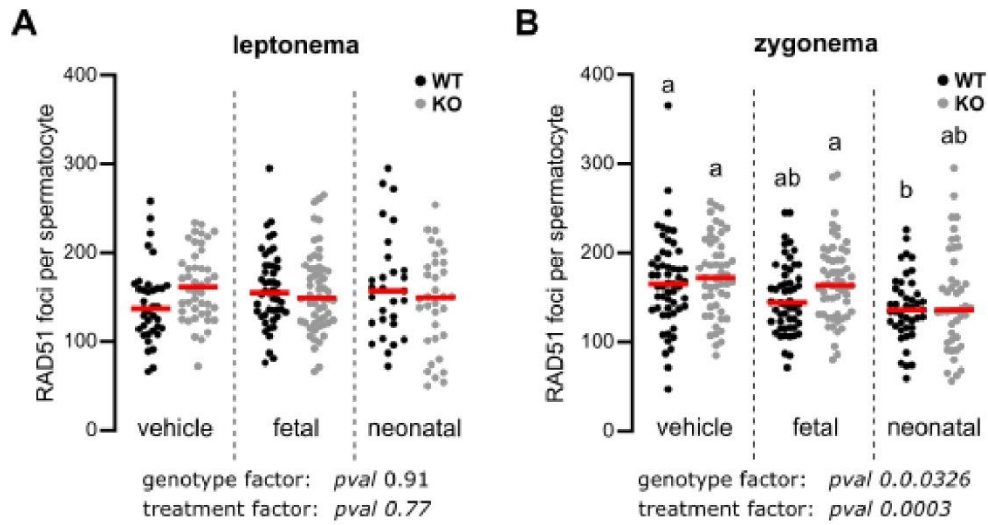 A
leptonema
WT
KO
RAD51 foci per spermatocyte
400
300
200
100
0
vehicle
fetal
neonatal
genotype factor: pval 0.91
treatment factor: pval 0.77
B
zygonema
WT
KO
RAD51 foci per spermatocyte
400
300
200
100
0
a
a
ab
a
b
ab
vehicle
fetal
neonatal
genotype factor: pval 0.0.0326
treatment factor: pval 0.0003